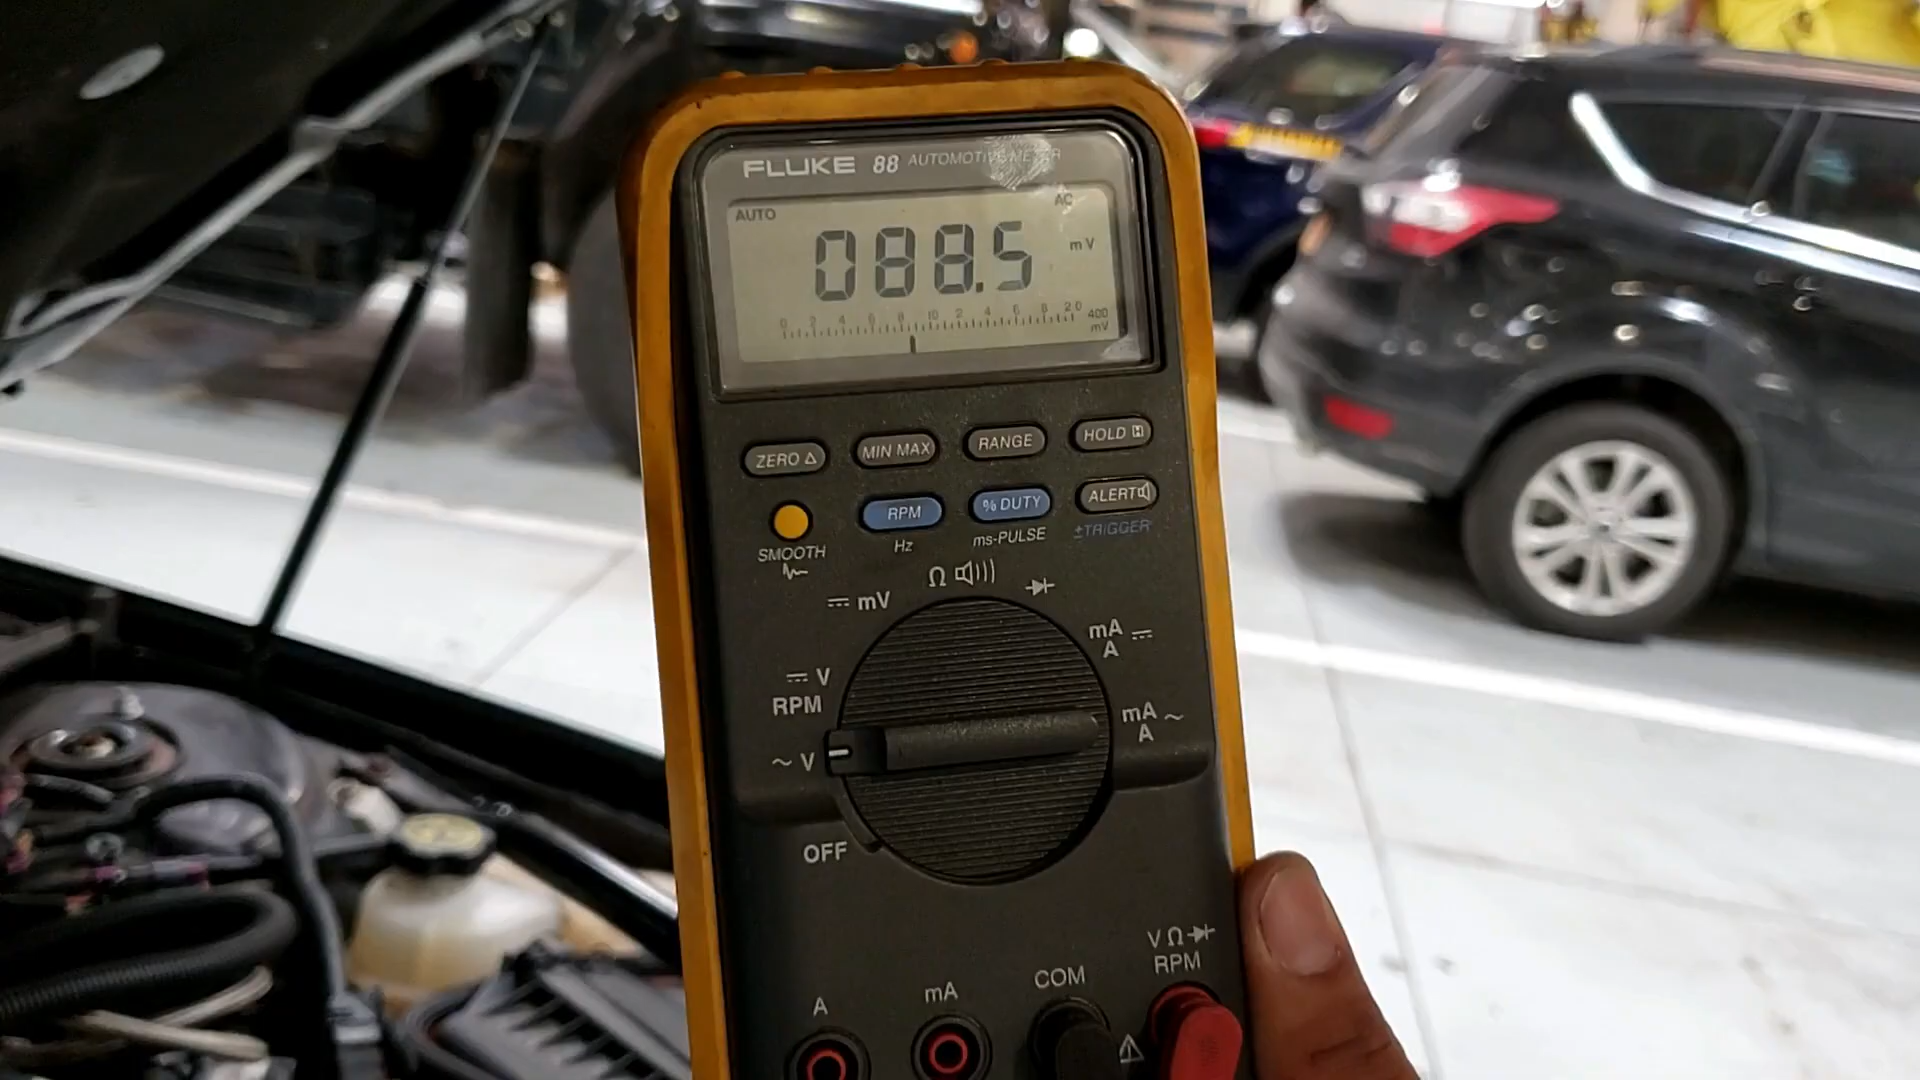 FLUKE 88 AUTOMOTIVE METER
AUTO AC
088.5 mV
0 2 4 6 8 10 2 4 6 8 20 400 mV
ZERO Δ MIN MAX RANGE HOLD H
RPM % DUTY ALERT
SMOOTH Hz ms-PULSE ±TRIGGER
Ω
mV
mA
A
V
RPM
mA ~
A
~ V
OFF
V Ω
RPM
A mA COM